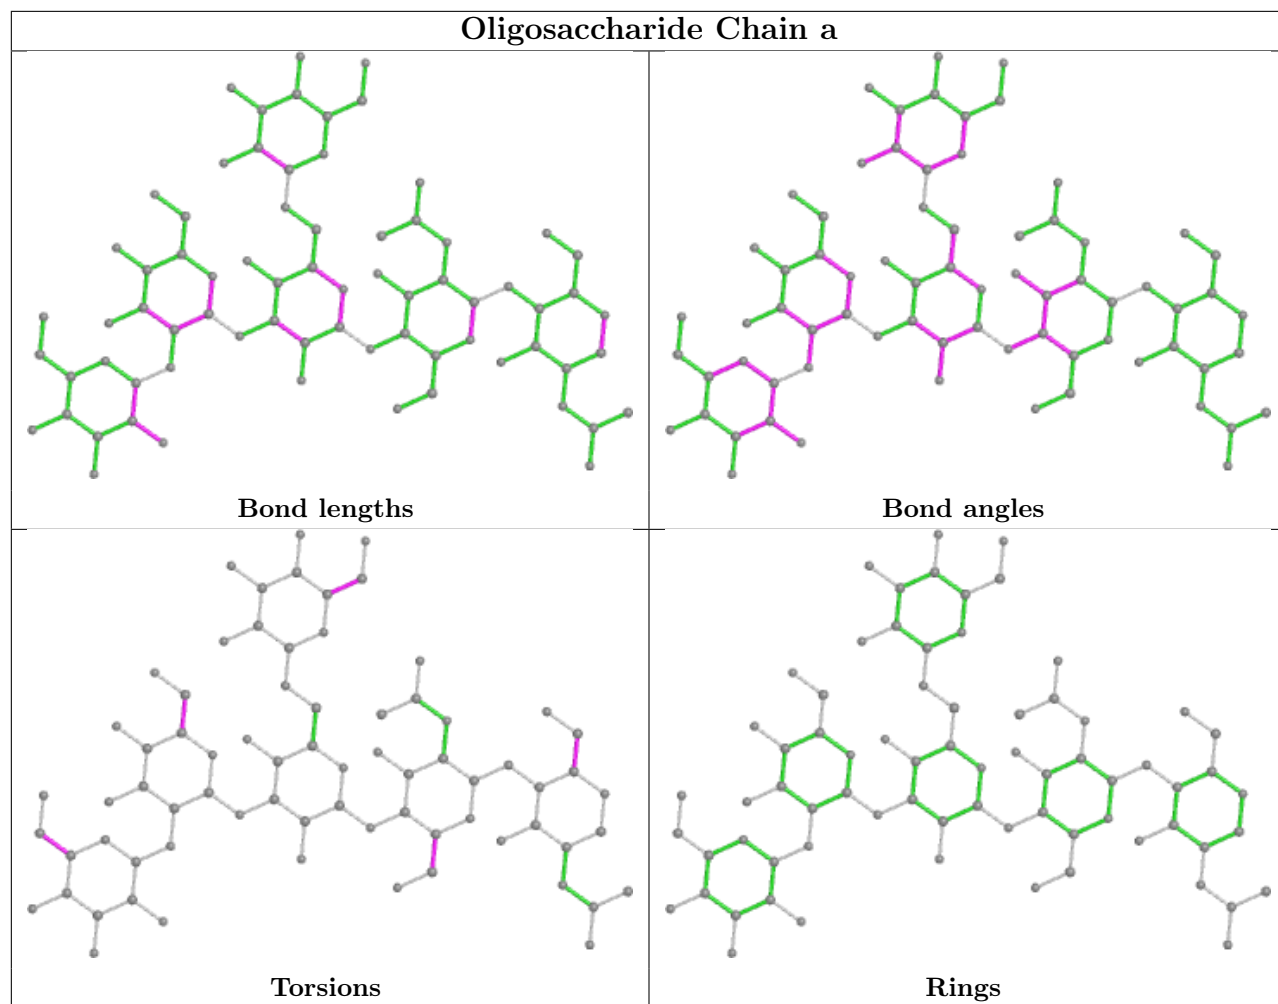 Oligosaccharide Chain a
Bond lengths
Bond angles
Torsions
Rings